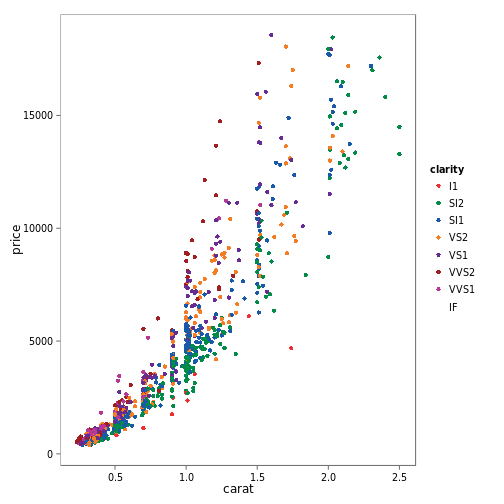 15000
10000
5000
0
price
0.5 1.0 1.5 2.0 2.5
carat
clarity
I1
SI2
SI1
VS2
VS1
VVS2
VVS1
IF